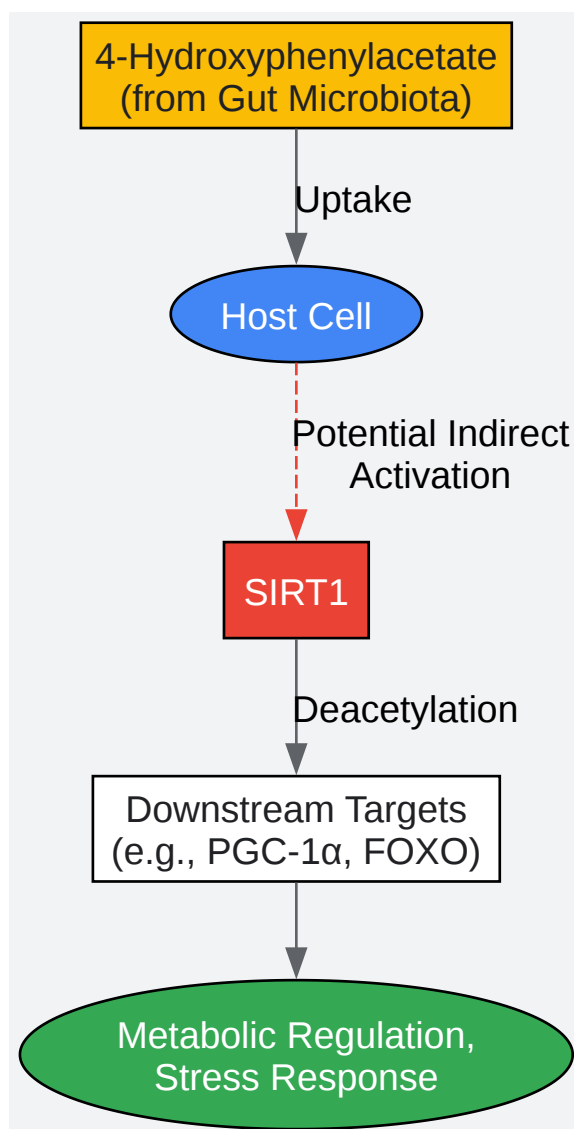 4-Hydroxyphenylacetate
(from Gut Microbiota)
Uptake
Host Cell
Potential Indirect
Activation
SIRT1
Deacetylation
Downstream Targets
(e.g., PGC-1α, FOXO)
Metabolic Regulation,
Stress Response